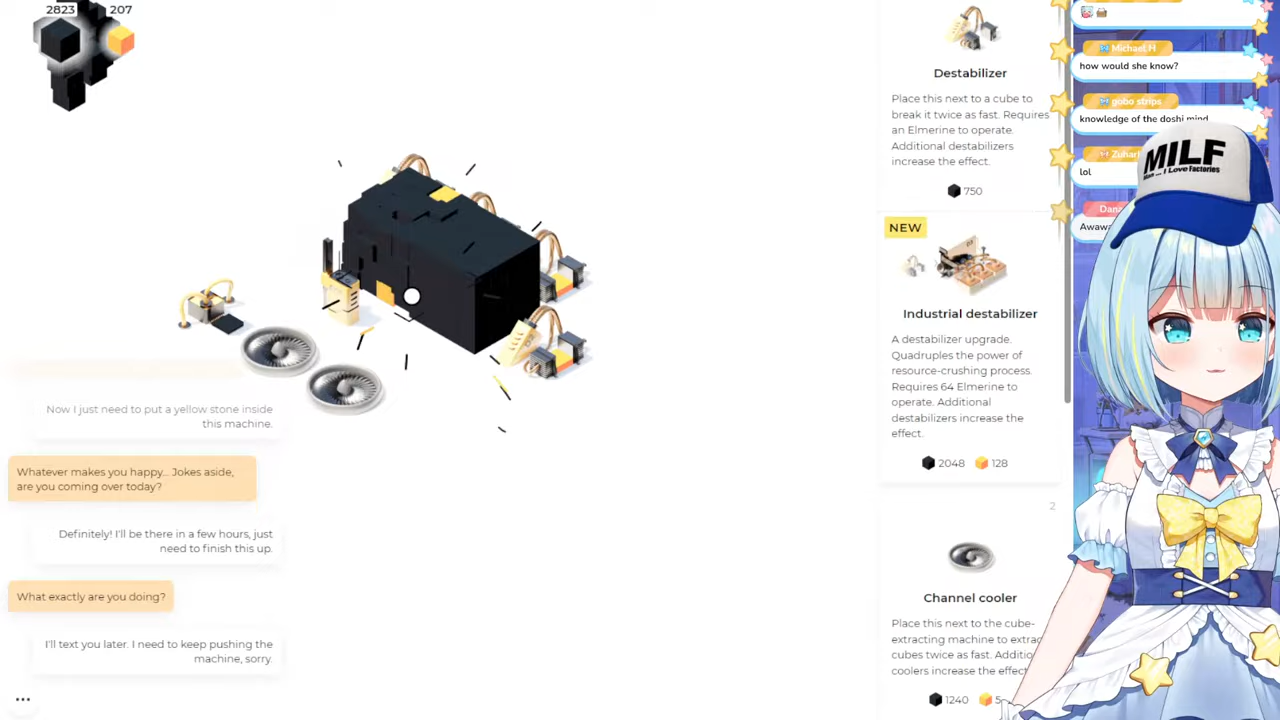 2823
207
Now I just need to put a yellow stone inside
this machine.
Whatever makes you happy... Jokes aside,
are you coming over today?
Definitely! I'll be there in a few hours, just
need to finish this up.
What exactly are you doing?
I'll text you later. I need to keep pushing the
machine, sorry.
...
Destabilizer
Place this next to a cube to
break it twice as fast. Requires
an Elmerine to operate.
Additional destabilizers
increase the effect.
750
NEW
Industrial destabilizer
A destabilizer upgrade.
Quadruples the power of
resource-crushing process.
Requires 64 Elmerine to
operate. Additional
destabilizers increase the
effect.
2048 128
2
Channel cooler
Place this next to the cube-
extracting machine to
cubes twice as fast.
coolers increase the effect
1240
Michael H
how would she know?
gobo strips
knowledge of the doshi mind
lol
MILF
I Love Factories